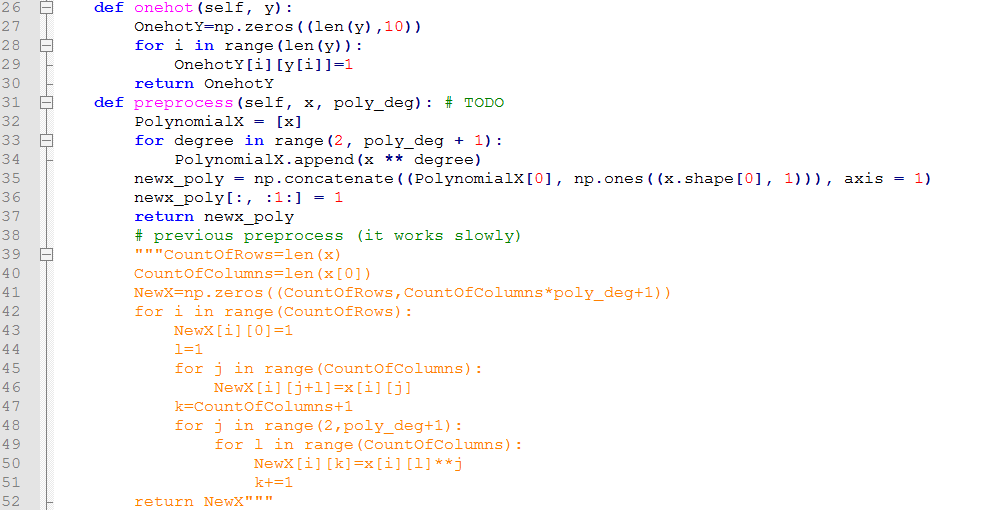 26 def onehot(self, y):
27 OnehotY=np.zeros((len(y),10))
28 for i in range(len(y)):
29 OnehotY[i][y[i]]=1
30 return OnehotY
31 def preprocess(self, x, poly_deg): # TODO
32 PolynomialX = [x]
33 for degree in range(2, poly_deg + 1):
34 PolynomialX.append(x ** degree)
35 newx_poly = np.concatenate((PolynomialX[0], np.ones((x.shape[0], 1))), axis = 1)
36 newx_poly[:, :1:] = 1
37 return newx_poly
38 # previous preprocess (it works slowly)
39 """CountOfRows=len(x)
40 CountOfColumns=len(x[0])
41 NewX=np.zeros((CountOfRows,CountOfColumns*poly_deg+1))
42 for i in range(CountOfRows):
43 NewX[i][0]=1
44 l=1
45 for j in range(CountOfColumns):
46 NewX[i][j+l]=x[i][j]
47 k=CountOfColumns+1
48 for j in range(2,poly_deg+1):
49 for l in range(CountOfColumns):
50 NewX[i][k]=x[i][l]**j
51 k+=1
52 return NewX"""